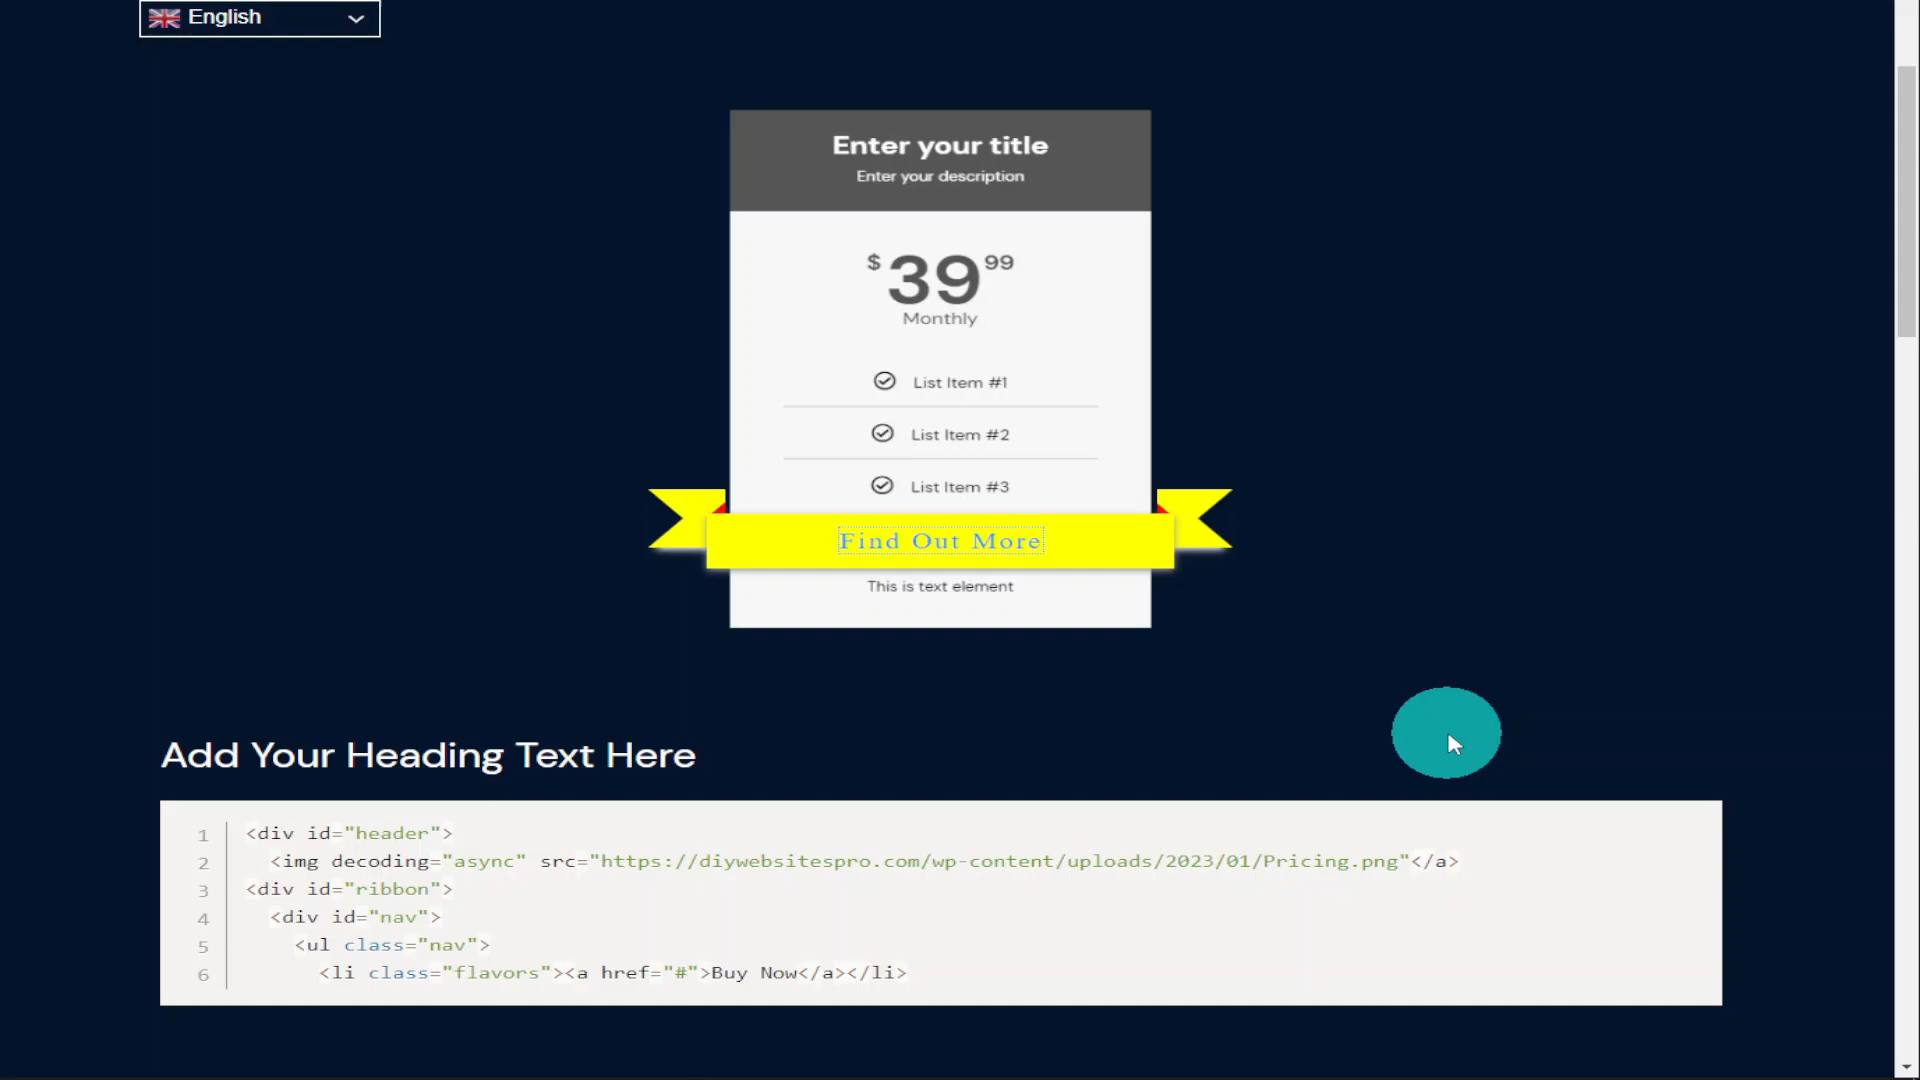 English
Enter your title
Enter your description
$ 39 99
Monthly
List Item #1
List Item #2
List Item #3
Find Out More
This is text element
Add Your Heading Text Here
1 <div id="header">
2 <img decoding="async" src="https://diywebsitespro.com/wp-content/uploads/2023/01/Pricing.png"</a>
3 <div id="ribbon">
4 <div id="nav">
5 <ul class="nav">
6 <li class="flavors"><a href="#">Buy Now</a></li>